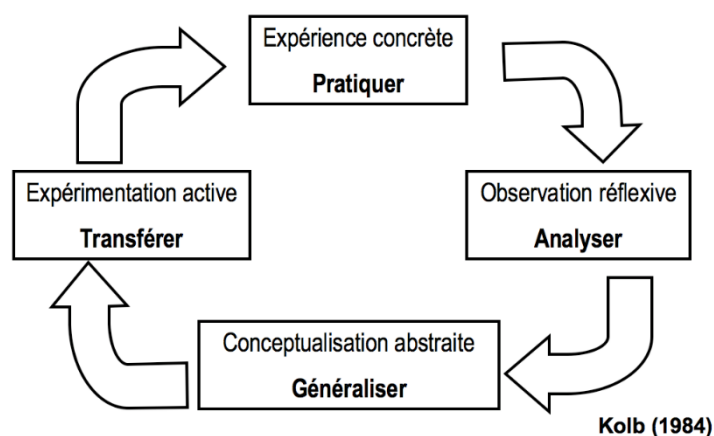 Expérience concrète
Pratiquer
Expérimentation active
Transférer
Observation réflexive
Analyser
Conceptualisation abstraite
Généraliser
Kolb (1984)